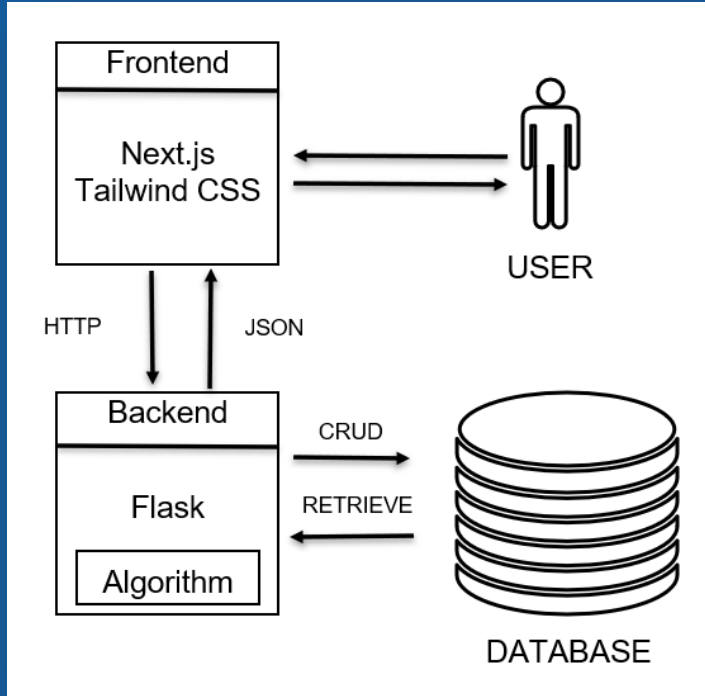 Frontend
Next.js
Tailwind CSS
USER
HTTP
JSON
Backend
CRUD
Flask
RETRIEVE
Algorithm
DATABASE